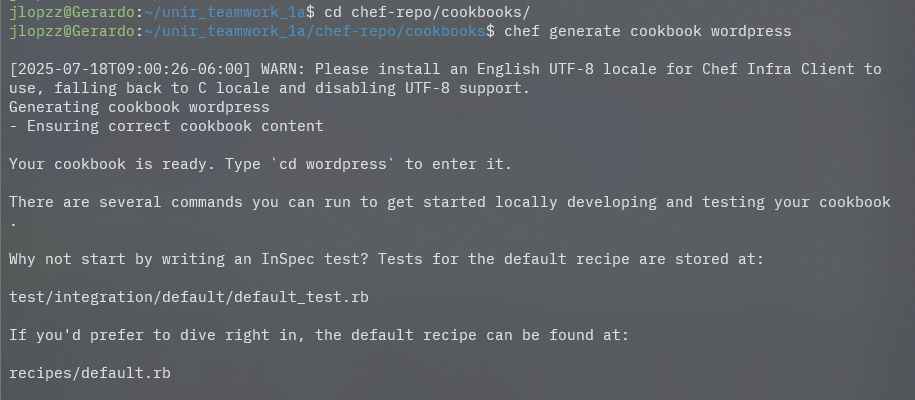 jlopzz@Gerardo:~/unir_teamwork_1a$ cd chef-repo/cookbooks/
jlopzz@Gerardo:~/unir_teamwork_1a/chef-repo/cookbooks$ chef generate cookbook wordpress
[2025-07-18T09:00:26-06:00] WARN: Please install an English UTF-8 locale for Chef Infra Client to
use, falling back to C locale and disabling UTF-8 support.
Generating cookbook wordpress
- Ensuring correct cookbook content
Your cookbook is ready. Type `cd wordpress` to enter it.
There are several commands you can run to get started locally developing and testing your cookbook
.
Why not start by writing an InSpec test? Tests for the default recipe are stored at:
test/integration/default/default_test.rb
If you'd prefer to dive right in, the default recipe can be found at:
recipes/default.rb